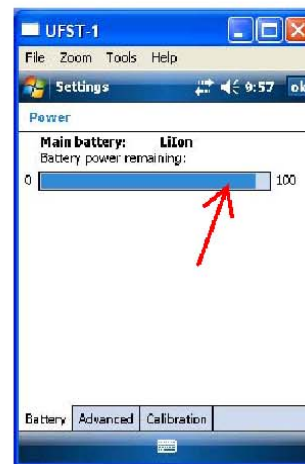 UFST-1
File Zoom Tools Help
Settings 9:57 ok
Power
Main battery: LiIon
Battery power remaining:
0 100
Battery Advanced Calibration